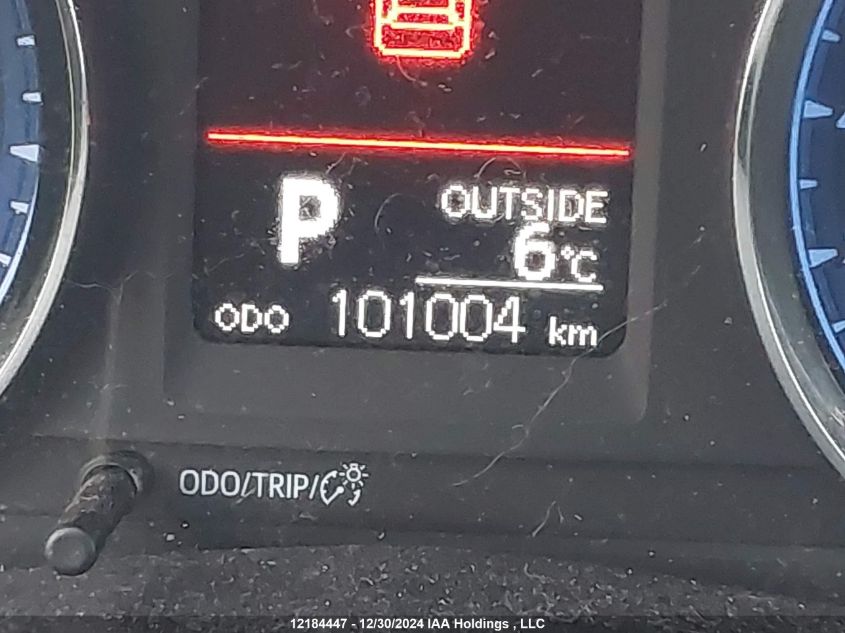 P
OUTSIDE
6°C
ODO 101004 km
ODO/TRIP/
12184447 - 12/30/2024 IAA Holdings , LLC